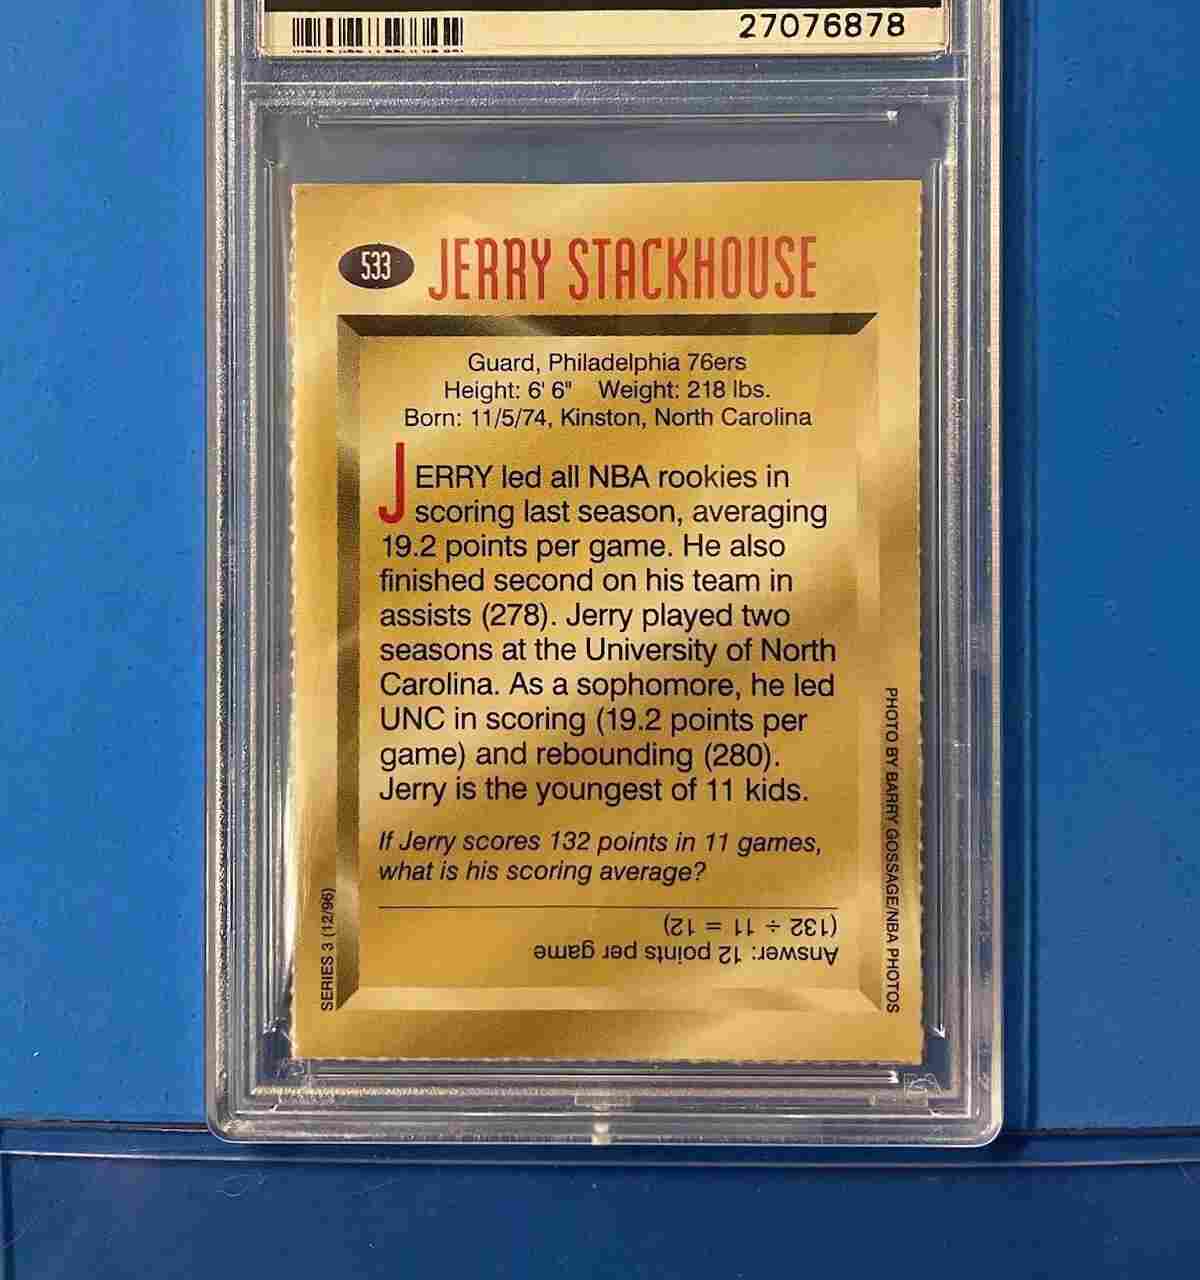 27076878
533 JERRY STACKHOUSE
Guard, Philadelphia 76ers
Height: 6' 6" Weight: 218 lbs.
Born: 11/5/74, Kinston, North Carolina
JERRY led all NBA rookies in
scoring last season, averaging
19.2 points per game. He also
finished second on his team in
assists (278). Jerry played two
seasons at the University of North
Carolina. As a sophomore, he led
UNC in scoring (19.2 points per
game) and rebounding (280).
Jerry is the youngest of 11 kids.
If Jerry scores 132 points in 11 games,
what is his scoring average?
Answer: 12 points per game
(132 ÷ 11 = 12)
SERIES 3 (12/96)
PHOTO BY BARRY GOSSAGE/NBA PHOTOS